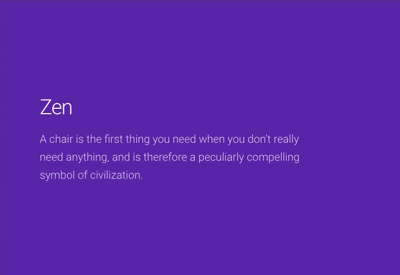 Zen
A chair is the first thing you need when you don't really
need anything, and is therefore a peculiarly compelling
symbol of civilization.